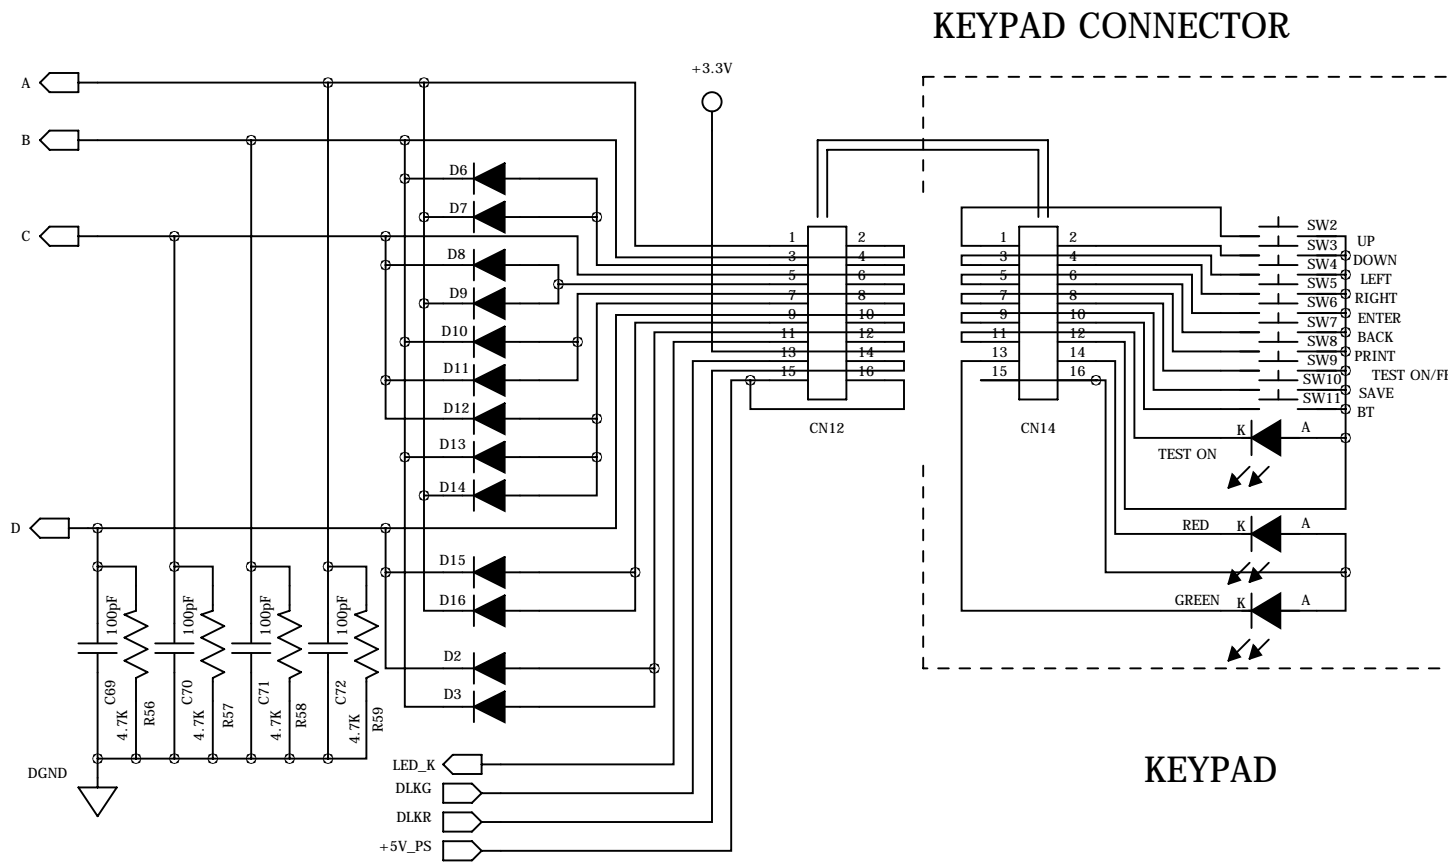 KEYPAD CONNECTOR
+3.3V
A
B
C
D
D6
D7
D8
D9
D10
D11
D12
D13
D14
D15
D16
D2
D3
1 2
3 4
5 6
7 8
9 10
11 12
13 14
15 16
CN12
1 2
3 4
5 6
7 8
9 10
11 12
13 14
15 16
CN14
SW2
UP
SW3
DOWN
SW4
LEFT
SW5
RIGHT
SW6
ENTER
SW7
BACK
SW8
PRINT
SW9
TEST ON/FR
SW10
SAVE
SW11
BT
K A
TEST ON
RED K A
GREEN K A
100pF 100pF 100pF 100pF
C69 C70 C71 C72
4.7K 4.7K 4.7K 4.7K
R56 R57 R58 R59
DGND
LED_K
DLKG
DLKR
+5V_PS
KEYPAD